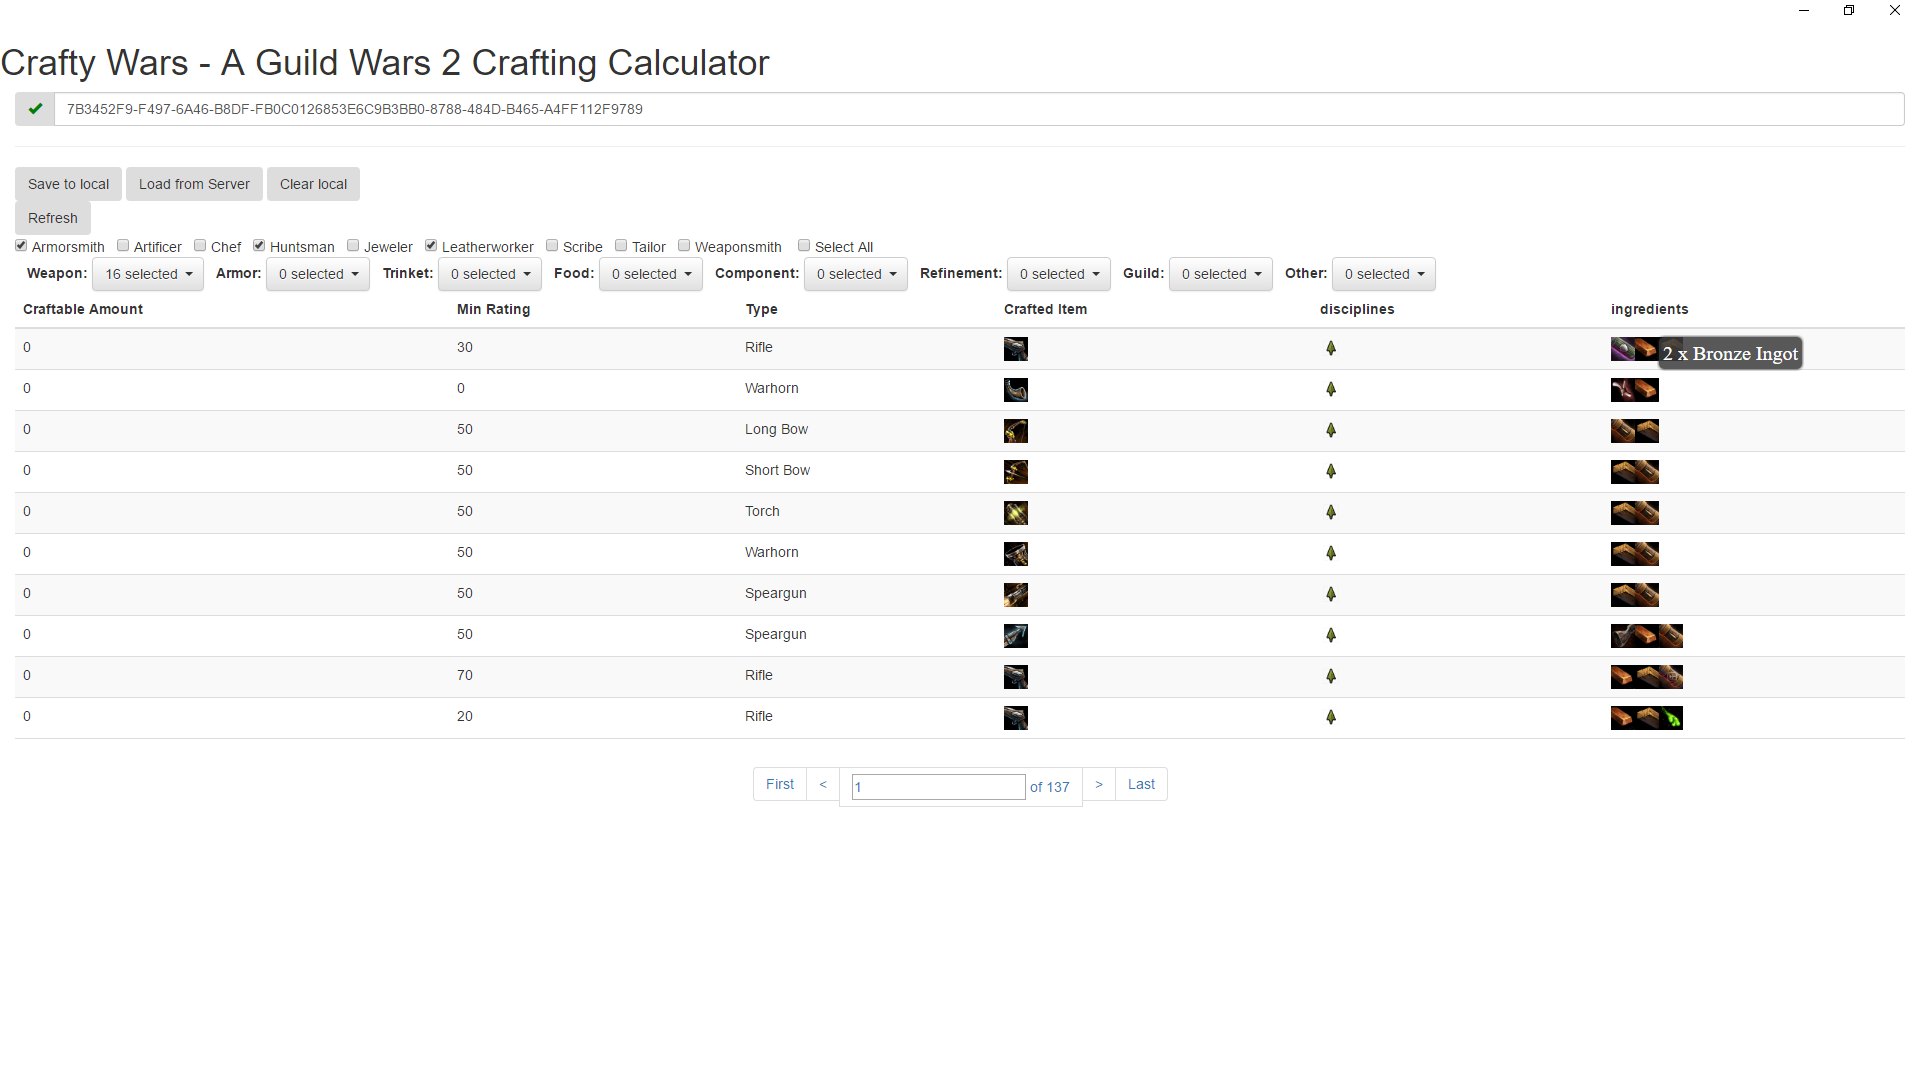 Crafty Wars - A Guild Wars 2 Crafting Calculator
7B3452F9-F497-6A46-B8DF-FB0C0126853E6C9B3BB0-8788-484D-B465-A4FF112F9789
Save to local Load from Server Clear local
Refresh
Armorsmith Artificer Chef Huntsman Jeweler Leatherworker Scribe Tailor Weaponsmith Select All
Weapon: 16 selected Armor: 0 selected Trinket: 0 selected Food: 0 selected Component: 0 selected Refinement: 0 selected Guild: 0 selected Other: 0 selected
Craftable Amount Min Rating Type Crafted Item disciplines ingredients
0 30 Rifle 2 x Bronze Ingot
0 0 Warhorn
0 50 Long Bow
0 50 Short Bow
0 50 Torch
0 50 Warhorn
0 50 Speargun
0 50 Speargun
0 70 Rifle
0 20 Rifle
First < 1 of 137 > Last